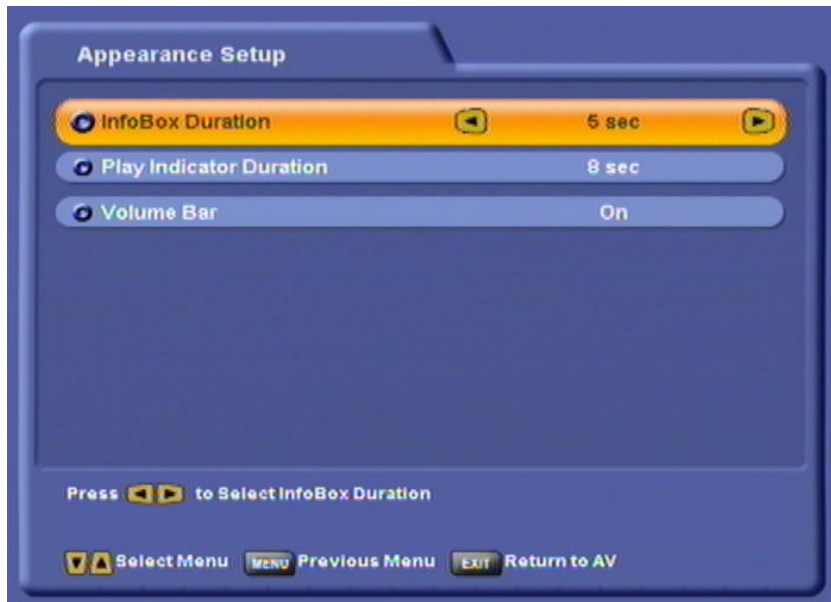 Appearance Setup
InfoBox Duration 5 sec
Play Indicator Duration 8 sec
Volume Bar On
Press to Select InfoBox Duration
Select Menu MENU Previous Menu EXIT Return to AV